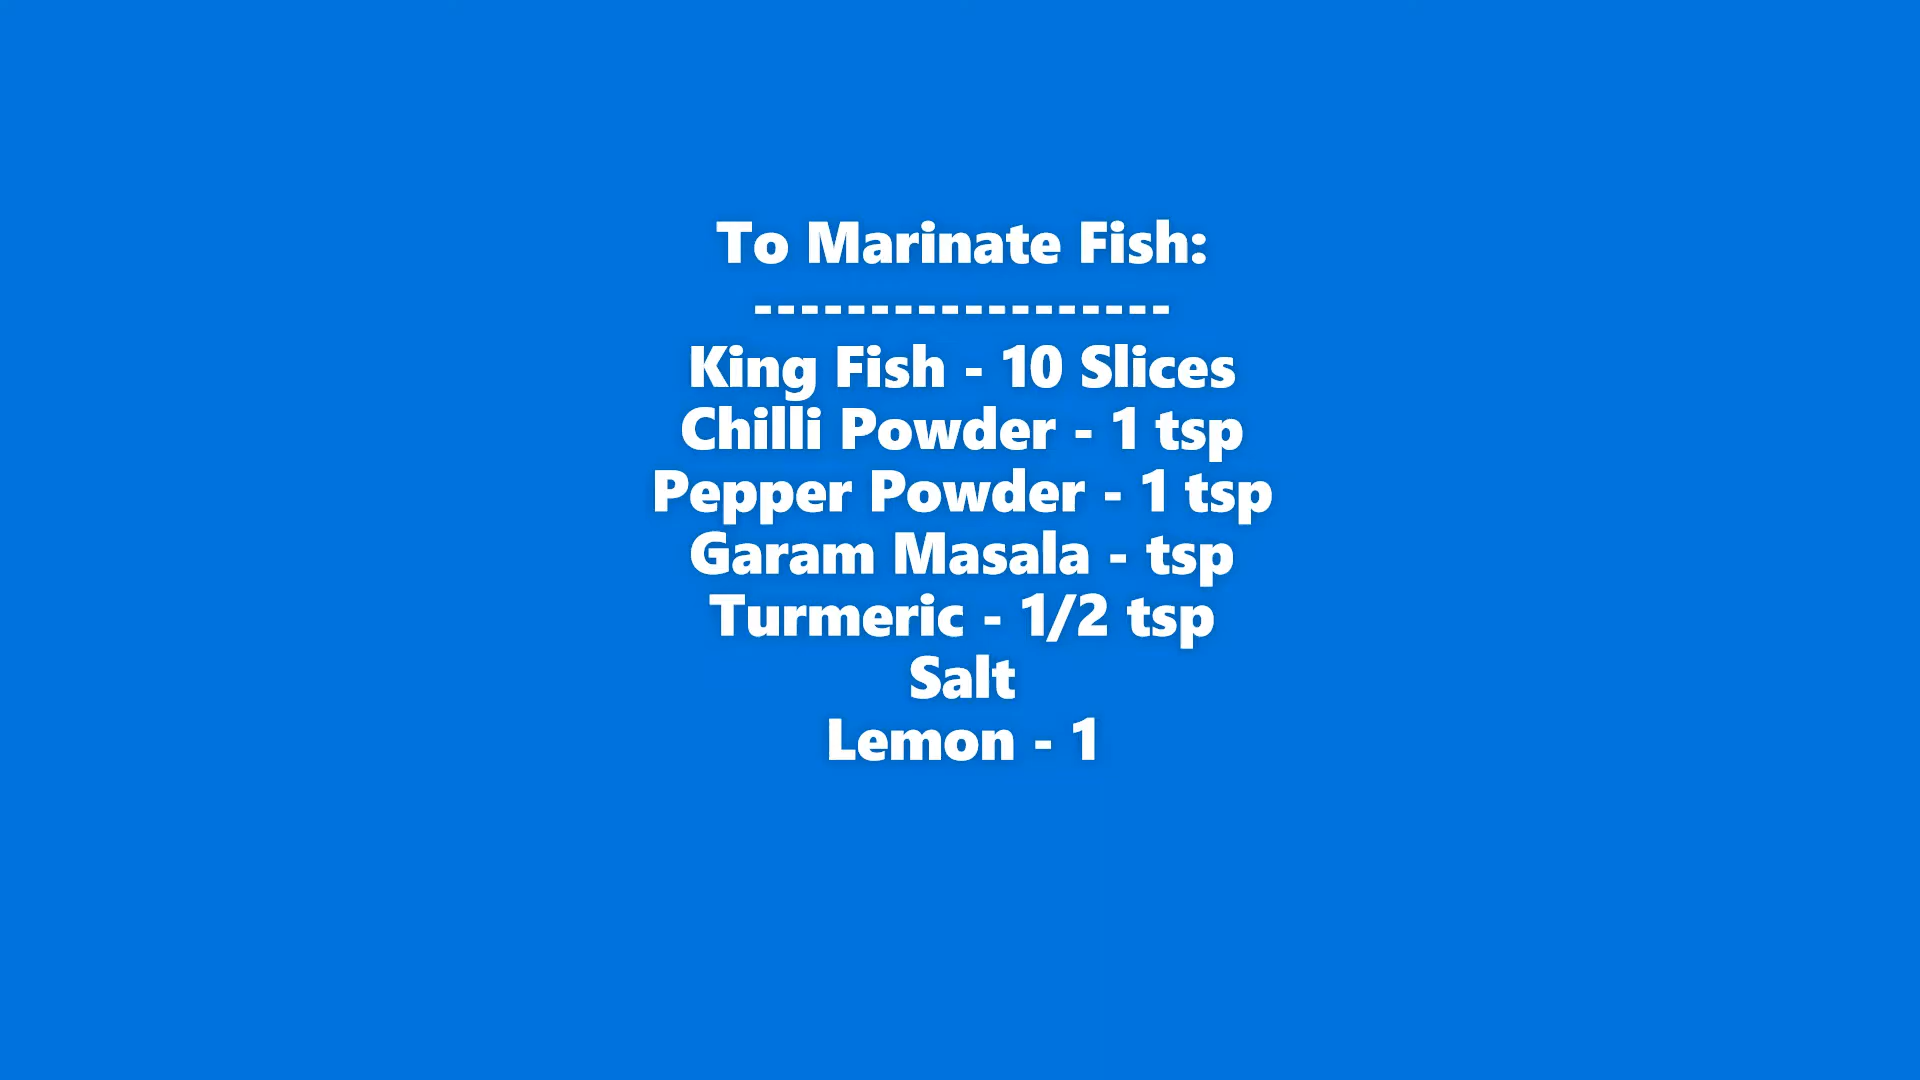 To Marinate Fish:
------------------
King Fish - 10 Slices
Chilli Powder - 1 tsp
Pepper Powder - 1 tsp
Garam Masala - tsp
Turmeric - 1/2 tsp
Salt
Lemon - 1